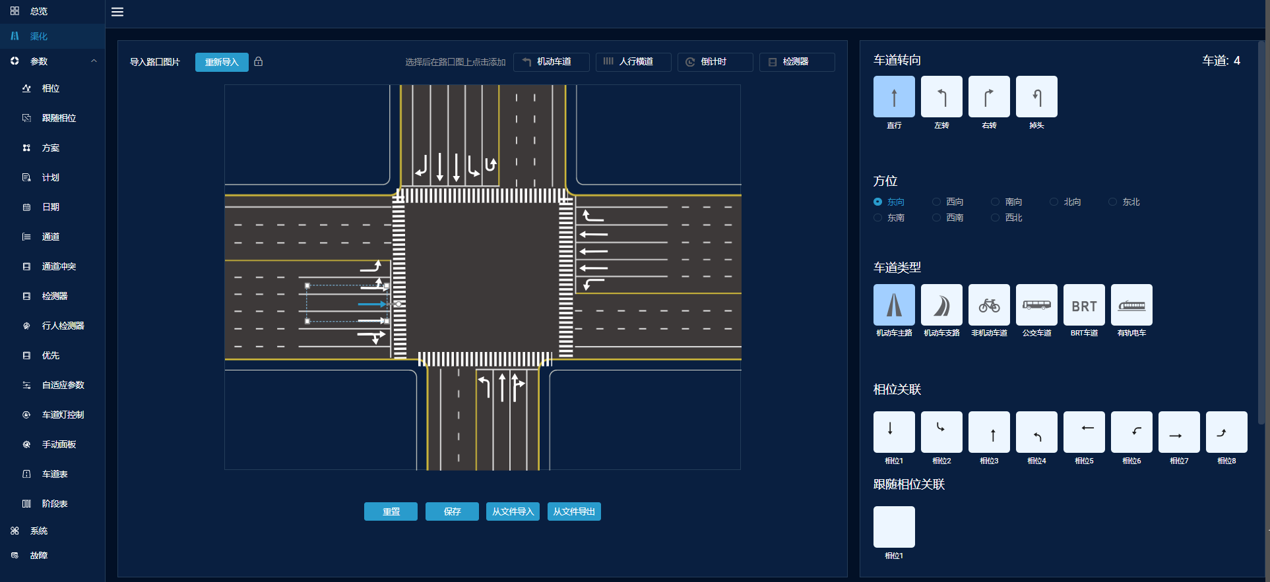 总览
渠化
参数
相位
跟随相位
方案
计划
日期
通道
通道冲突
检测器
行人检测器
优先
自适应参数
车道灯控制
手动面板
车道表
阶段表
系统
故障
导入路口图片
重新导入
选择后在路口图上点击添加
机动车道
人行横道
倒计时
检测器
重置
保存
从文件导入
从文件导出
车道转向
车道: 4
直行
左转
右转
掉头
方位
东向
西向
南向
北向
东北
东南
西南
西北
车道类型
BRT
机动车主路
机动车支路
非机动车道
公交车道
BRT车道
有轨电车
相位关联
相位1
相位2
相位3
相位4
相位5
相位6
相位7
相位8
跟随相位关联
相位1